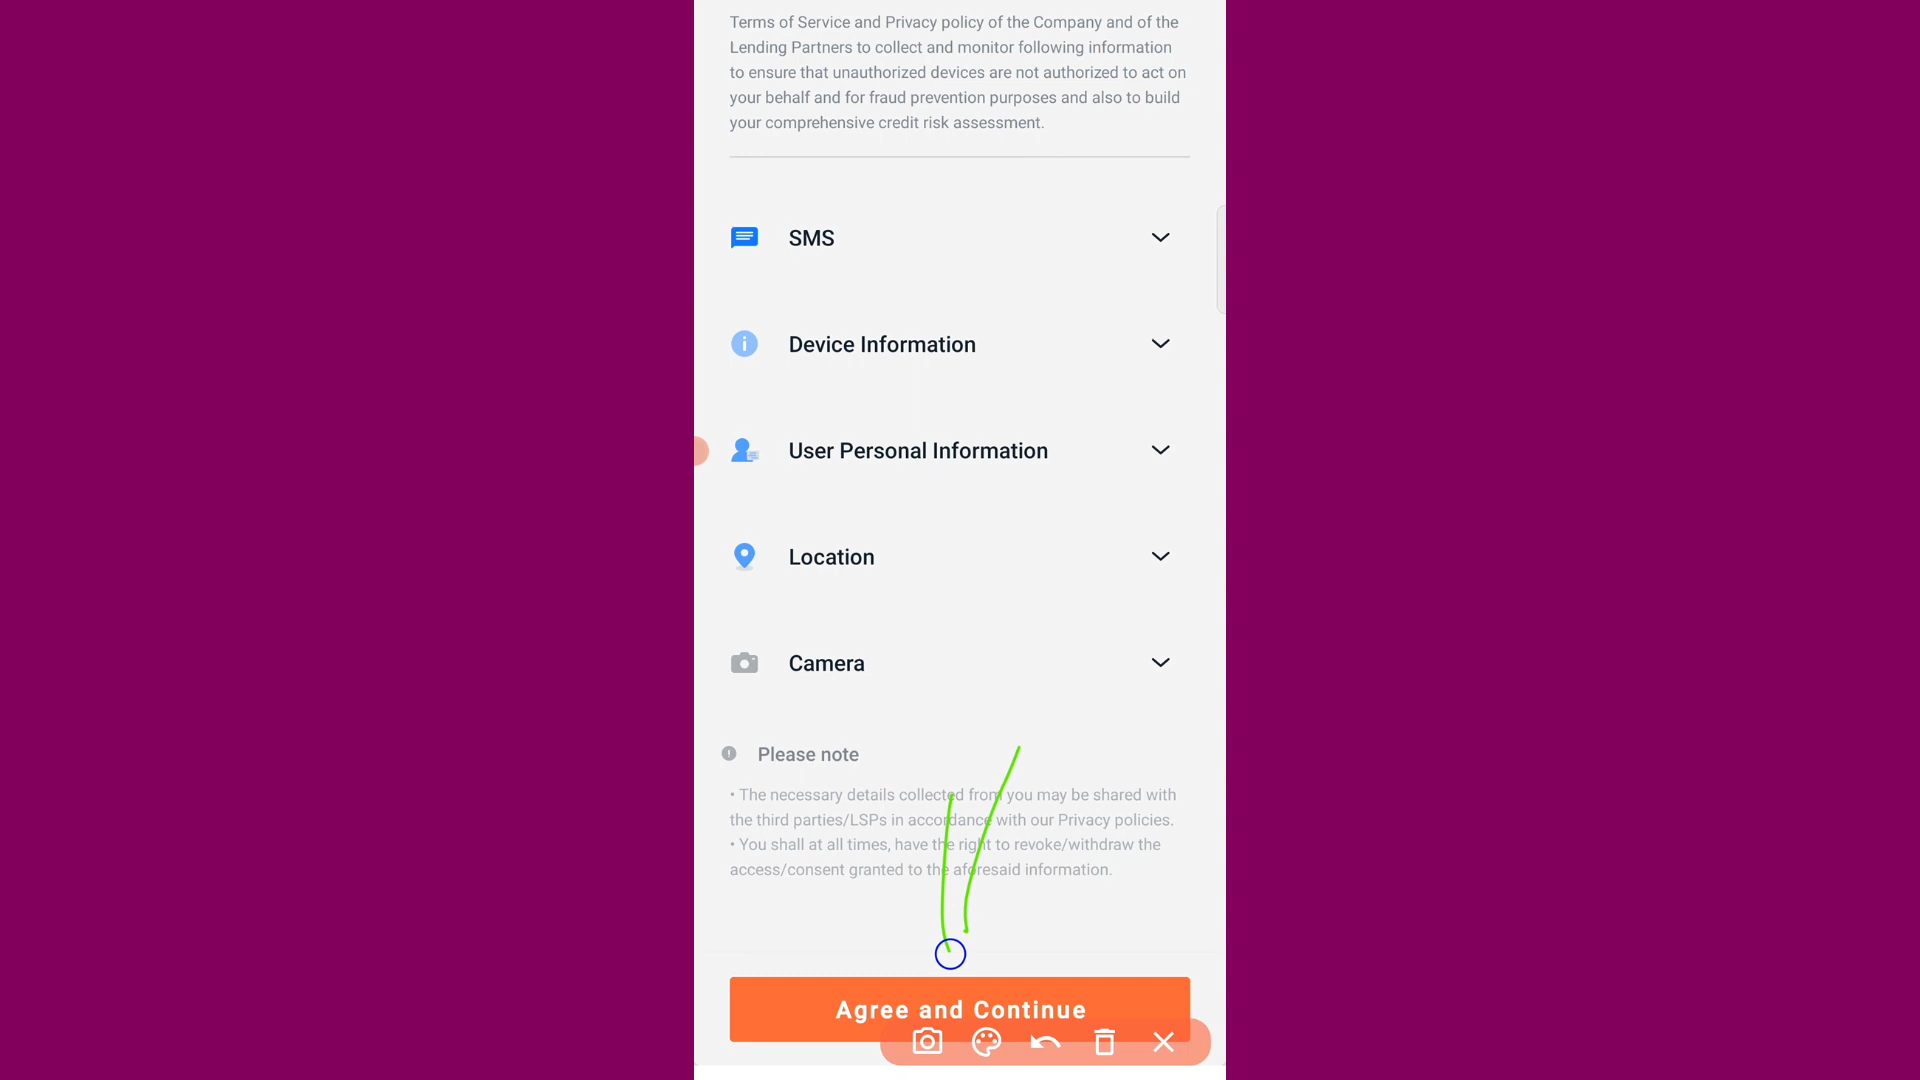 Terms of Service and Privacy policy of the Company and of the
Lending Partners to collect and monitor following information
to ensure that unauthorized devices are not authorized to act on
your behalf and for fraud prevention purposes and also to build
your comprehensive credit risk assessment.
SMS
Device Information
User Personal Information
Location
Camera
Please note
• The necessary details collected from you may be shared with
the third parties/LSPs in accordance with our Privacy policies.
• You shall at all times, have the right to revoke/withdraw the
access/consent granted to the aforesaid information.
Agree and Continue